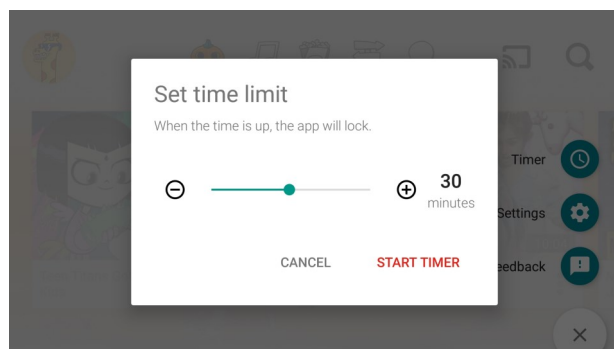 Set time limit
When the time is up, the app will lock.
30
minutes
CANCEL
START TIMER
Timer
Settings
eedback